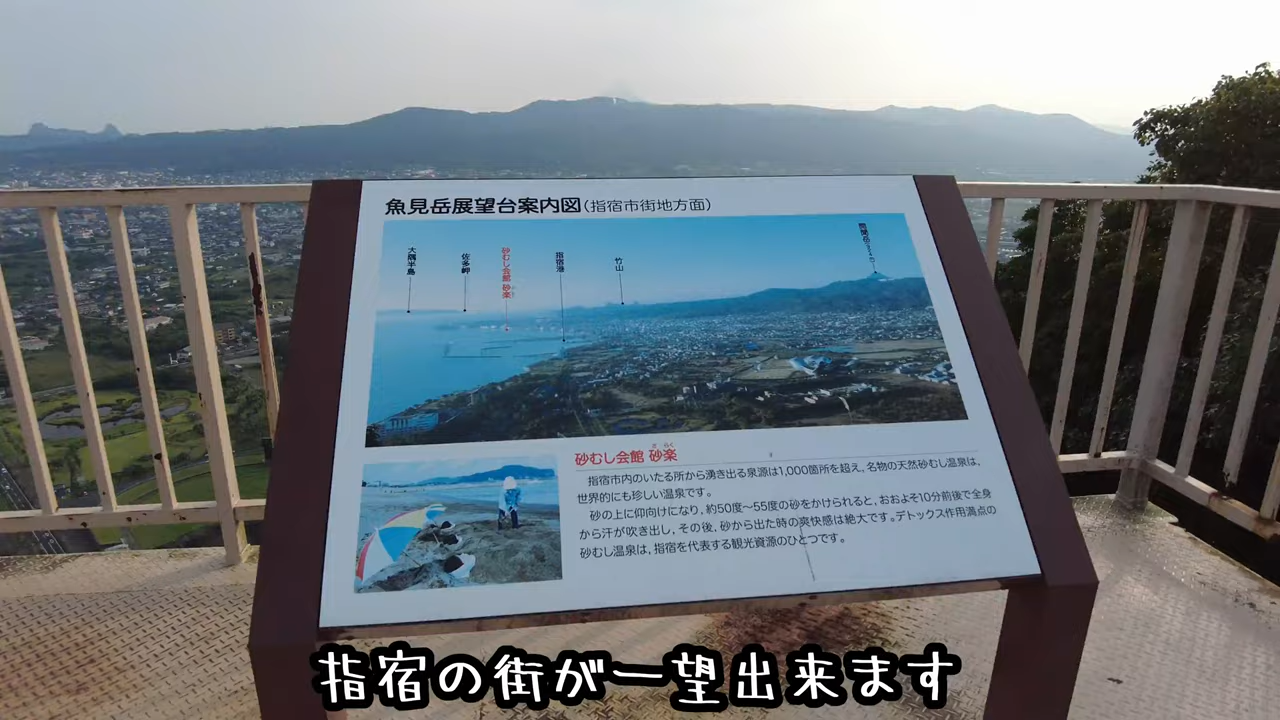 魚見岳展望台案内図(指宿市街地方面)
大隅半島
佐多岬
砂むし会館 砂楽
指宿港
竹山
開聞岳
砂むし会館 砂楽
さ らく
指宿市内のいたる所から湧き出る泉源は1,000箇所を超え、名物の天然砂むし温泉は、
世界的にも珍しい温泉です。
砂の上に仰向けになり、約50度〜55度の砂をかけられると、おおよそ10分前後で全身
から汗が吹き出し、その後、砂から出た時の爽快感は絶大です。デトックス作用満点の
砂むし温泉は、指宿を代表する観光資源のひとつです。
指宿の街が一望出来ます